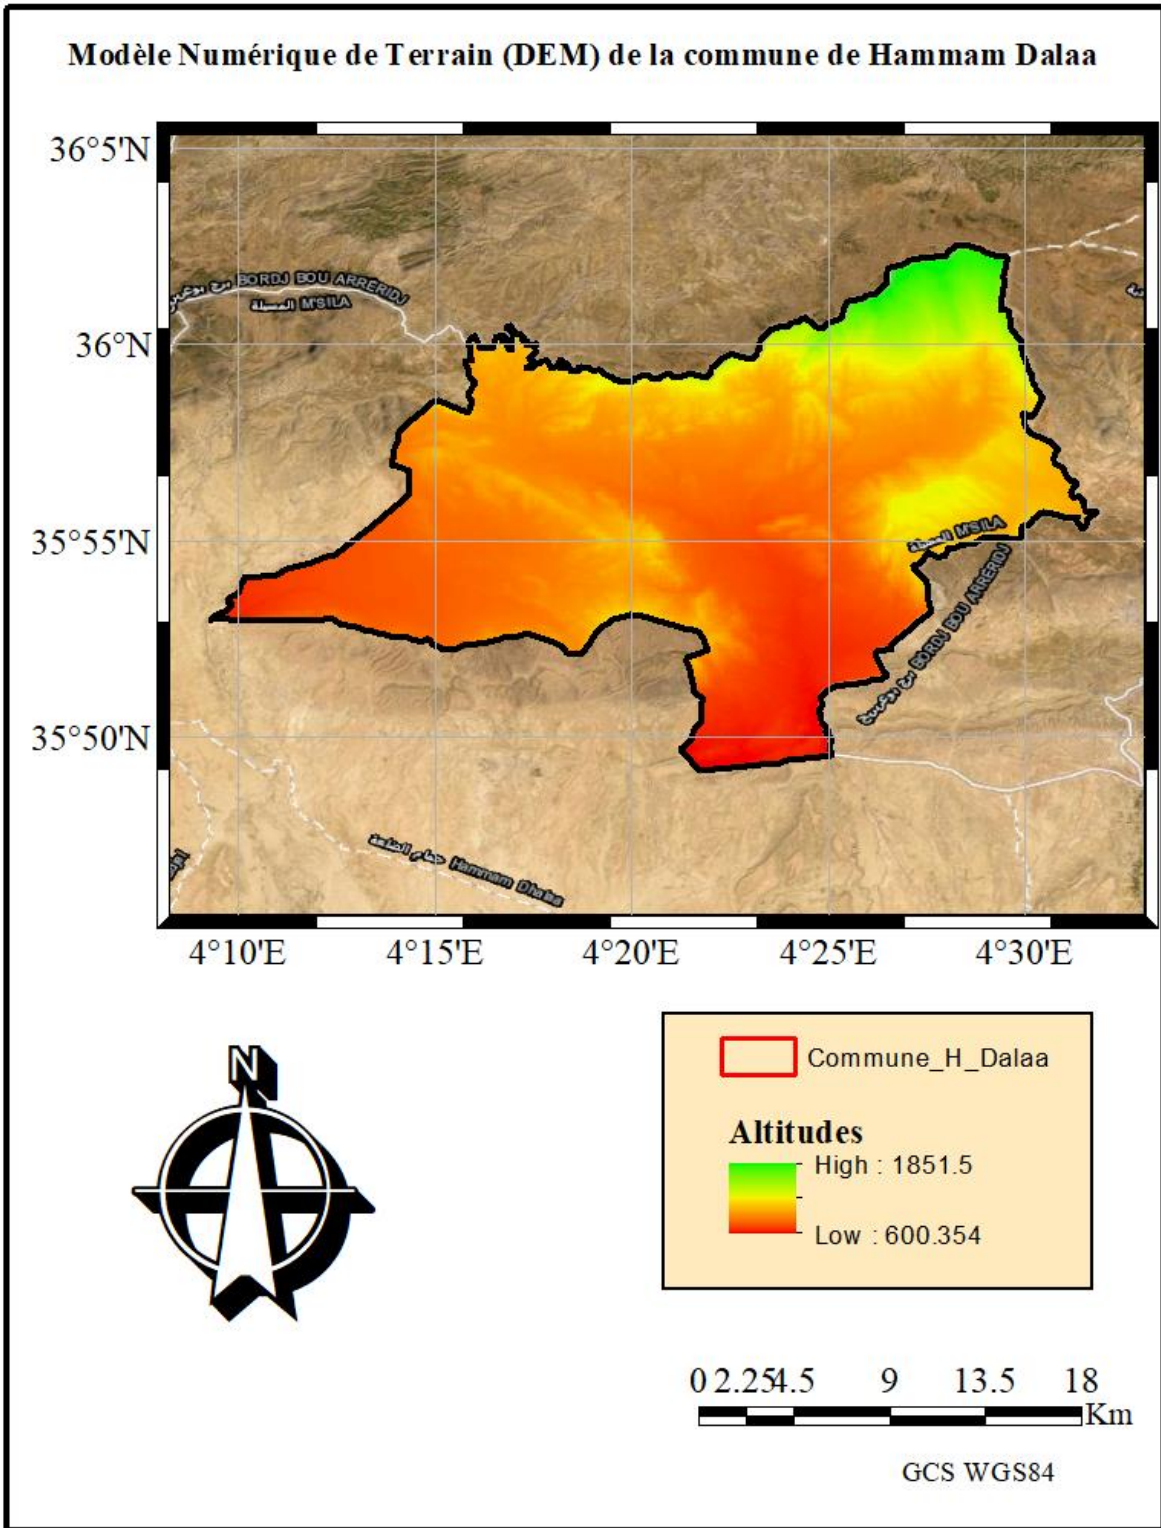 Modèle Numérique de Terrain (DEM) de la commune de Hammam Dalaa
36°5'N
36°N
35°55'N
35°50'N
BORDJ BOU ARRERIDJ
المسيلة M'SILA
المسيلة M'SILA
BORDJ BOU ARRERIDJ
حمام الضلعة Hammam Dhalaa
4°10'E 4°15'E 4°20'E 4°25'E 4°30'E
N
Commune_H_Dalaa
Altitudes
High : 1851.5
Low : 600.354
0 2.25 4.5 9 13.5 18
Km
GCS WGS84